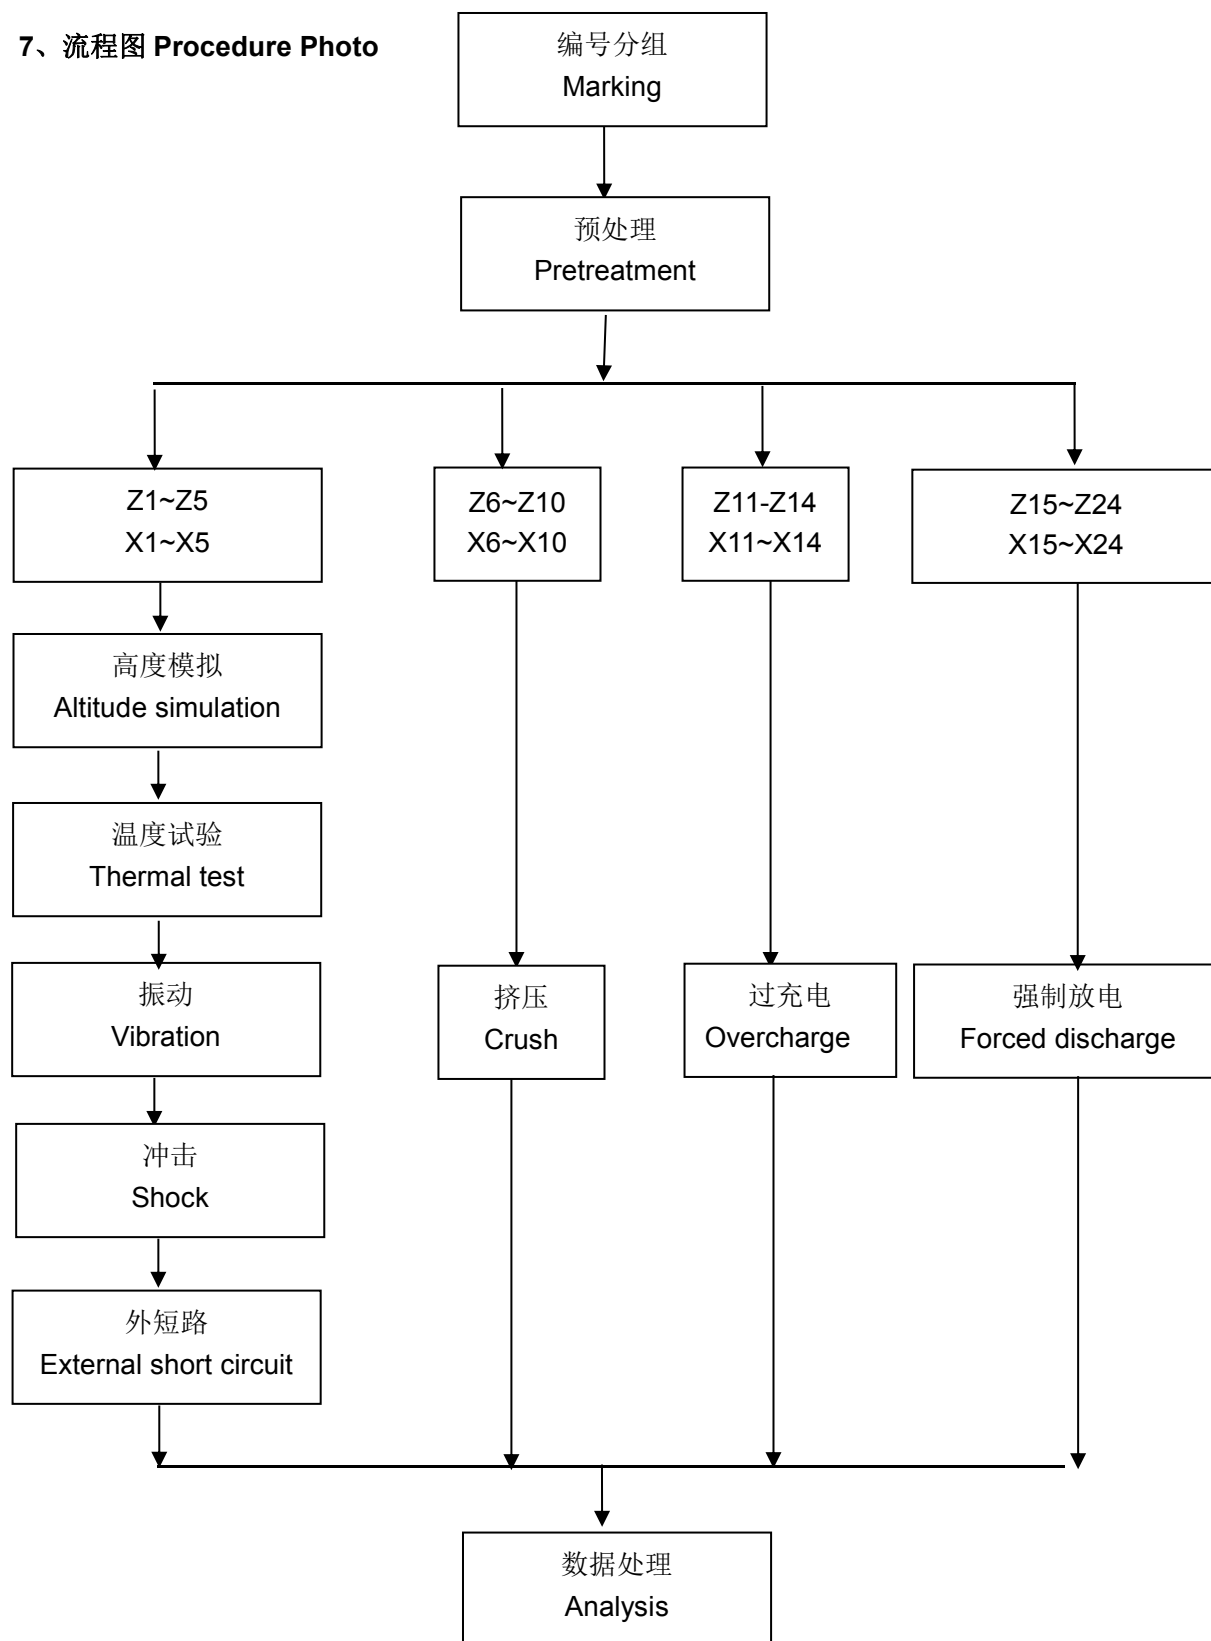 7、流程图 Procedure Photo
编号分组
Marking
预处理
Pretreatment
Z1~Z5
X1~X5
Z6~Z10
X6~X10
Z11-Z14
X11~X14
Z15~Z24
X15~X24
高度模拟
Altitude simulation
温度试验
Thermal test
振动
Vibration
挤压
Crush
过充电
Overcharge
强制放电
Forced discharge
冲击
Shock
外短路
External short circuit
数据处理
Analysis